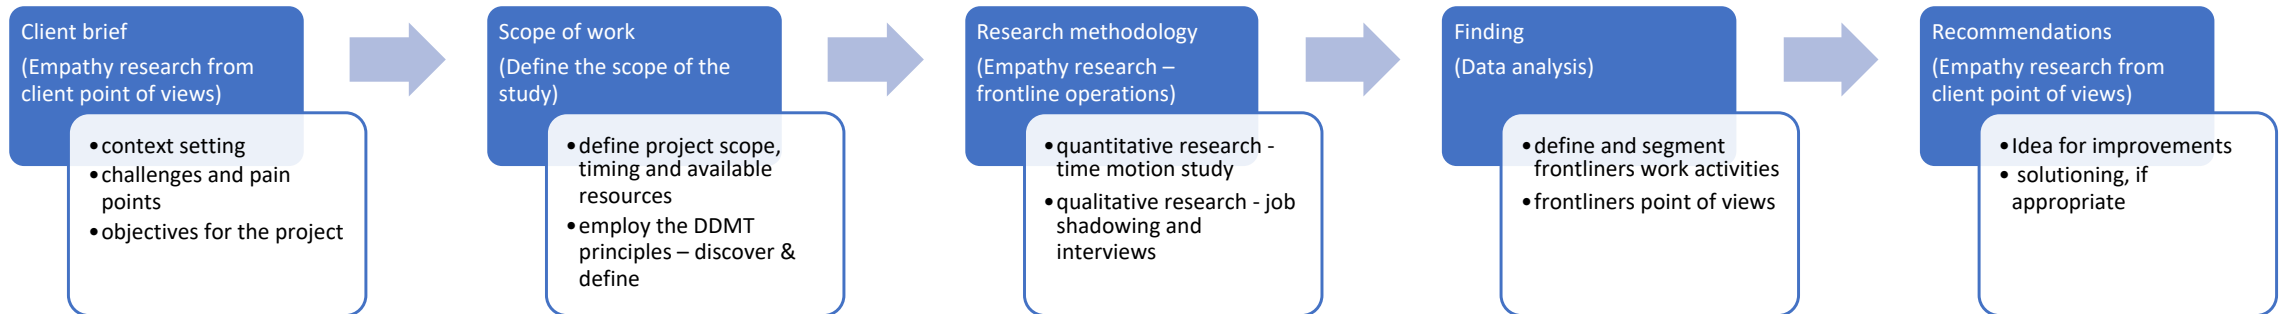 Client brief
(Empathy research from
client point of views)
•context setting
•challenges and pain
points
•objectives for the project
Scope of work
(Define the scope of the
study)
•define project scope,
timing and available
resources
•employ the DDMT
principles – discover &
define
Research methodology
(Empathy research –
frontline operations)
•quantitative research -
time motion study
•qualitative research - job
shadowing and
interviews
Finding
(Data analysis)
•define and segment
frontliners work activities
•frontliners point of views
Recommendations
(Empathy research from
client point of views)
•Idea for improvements
• solutioning, if
appropriate